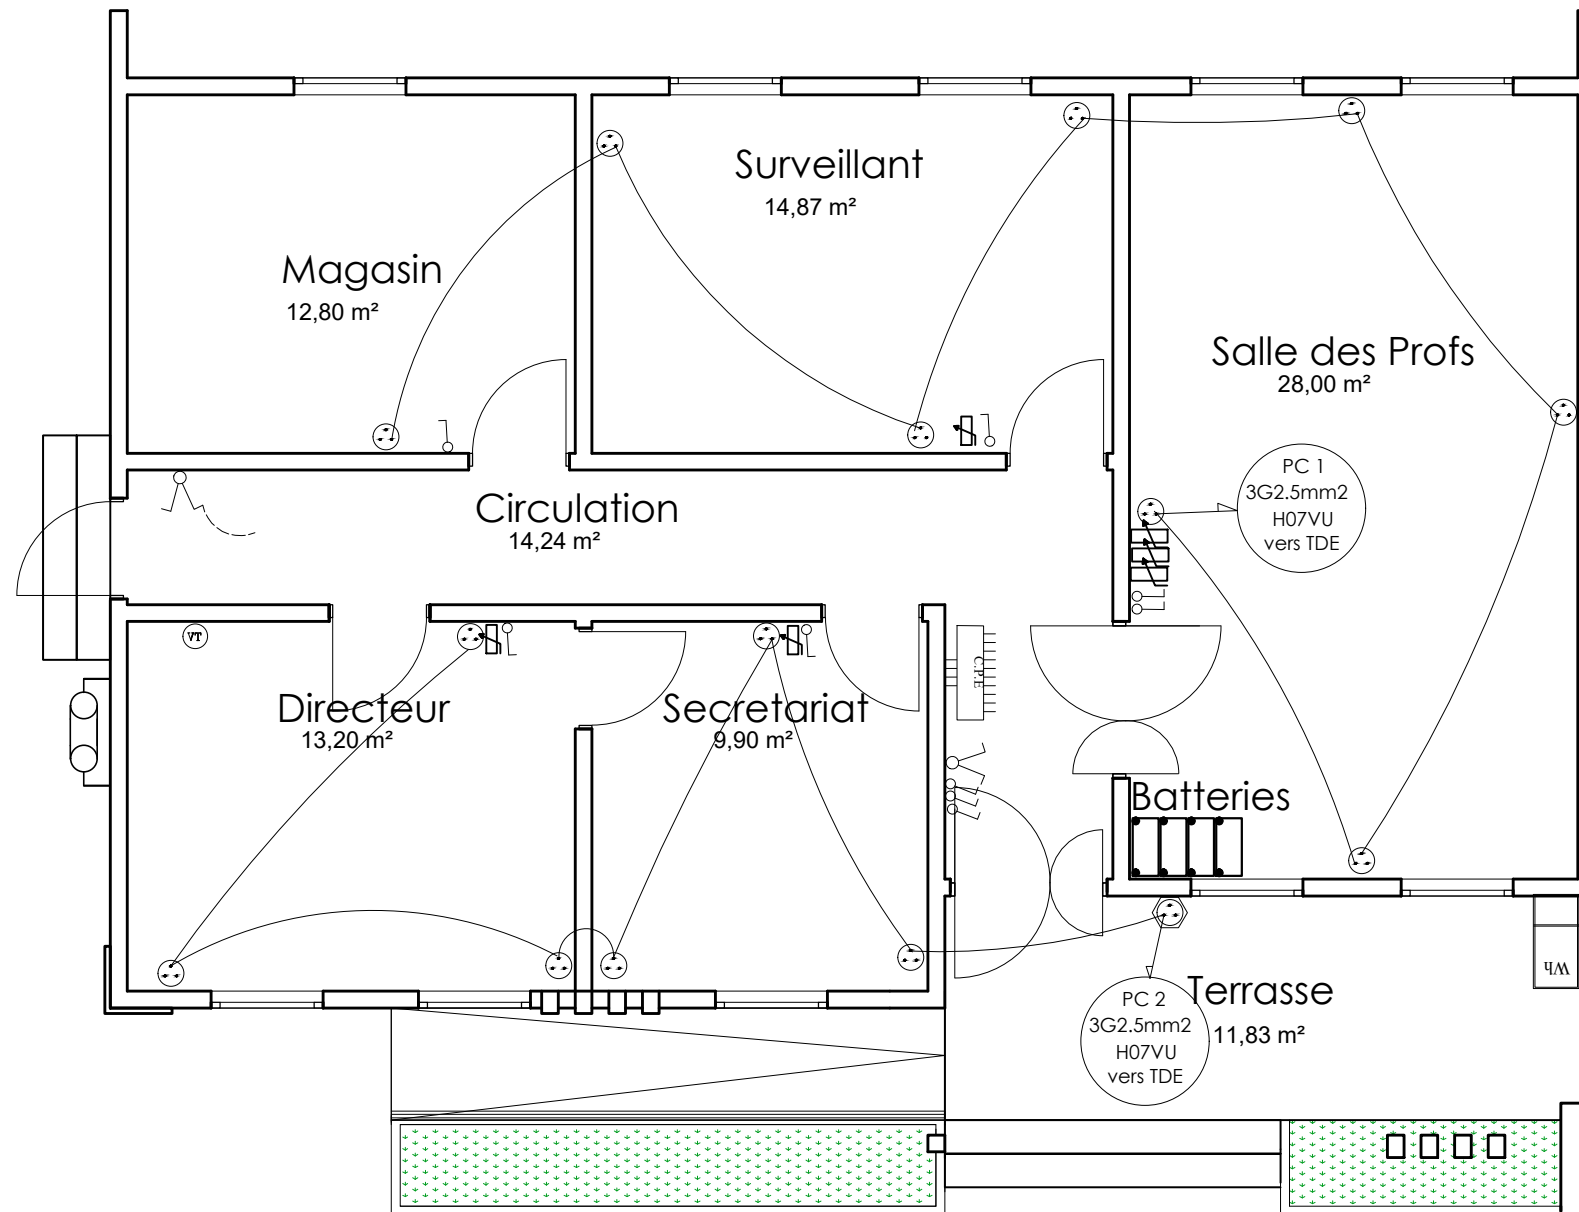 Surveillant
14,87 m²
Magasin
12,80 m²
Salle des Profs
28,00 m²
PC 1
3G2.5mm2
H07VU
vers TDE
Circulation
14,24 m²
VT
C.P.E
Directeur
13,20 m²
Secretariat
9,90 m²
Batteries
Wh
Terrasse
11,83 m²
PC 2
3G2.5mm2
H07VU
vers TDE